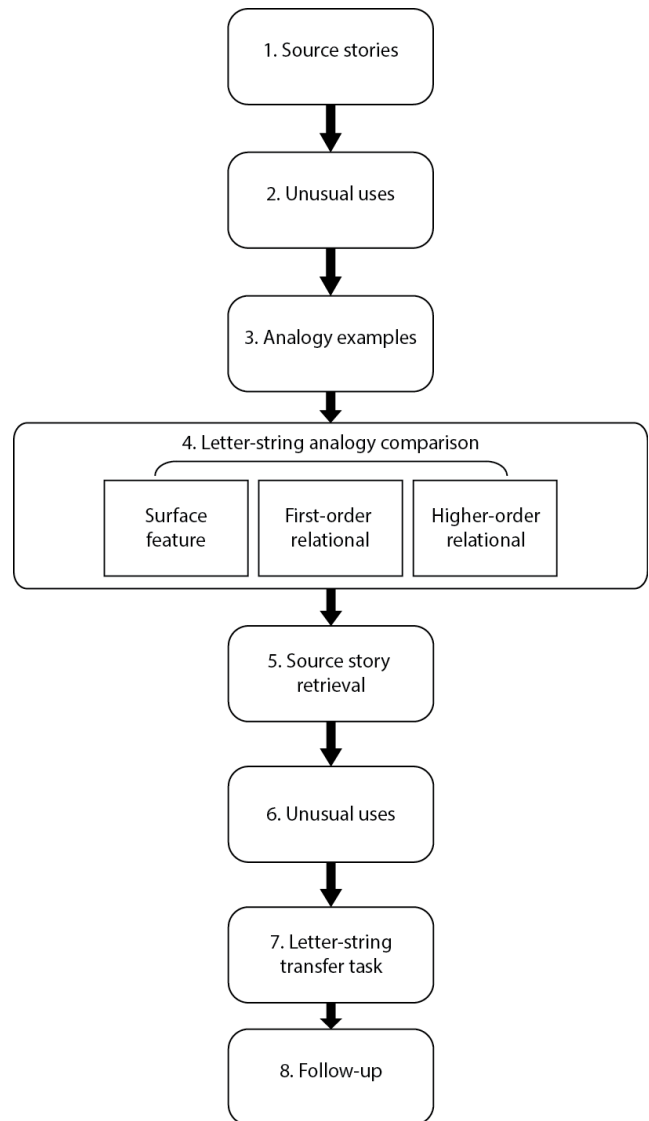 1. Source stories
2. Unusual uses
3. Analogy examples
4. Letter-string analogy comparison
Surface
feature
First-order
relational
Higher-order
relational
5. Source story
retrieval
6. Unusual uses
7. Letter-string
transfer task
8. Follow-up